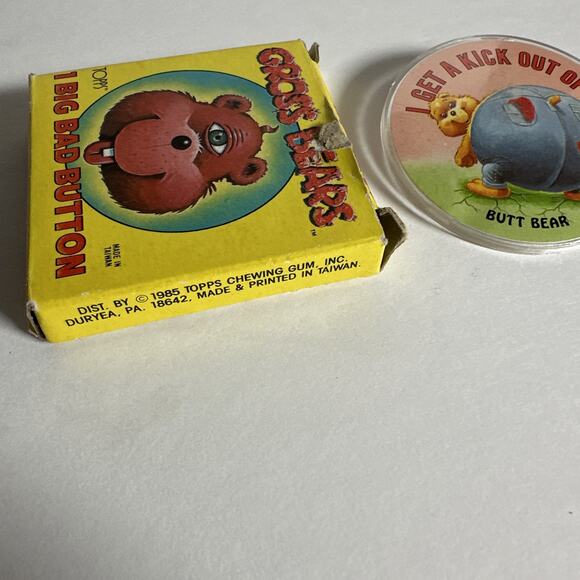 TOPPS
GROSS BEARS™
1 BIG BAD BUTTON
MADE IN
TAIWAN
DIST. BY © 1985 TOPPS CHEWING GUM, INC.
DURYEA, PA. 18642, MADE & PRINTED IN TAIWAN.
I GET A KICK OUT OF
BUTT BEAR